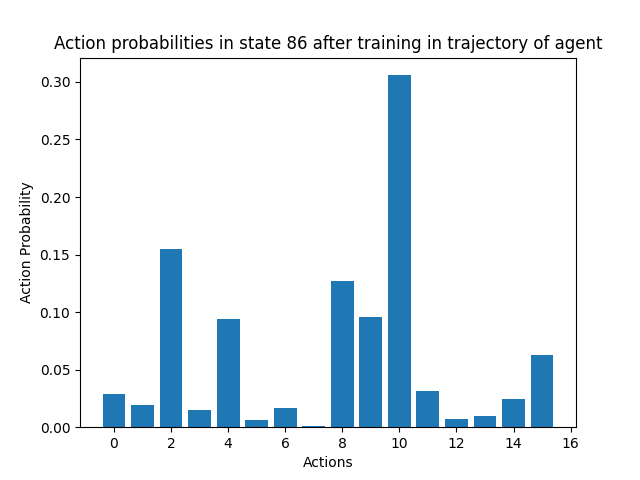 Action probabilities in state 86 after training in trajectory of agent
0.30
0.25
0.20
0.15
0.10
0.05
0.00
Action Probability
0 2 4 6 8 10 12 14 16
Actions